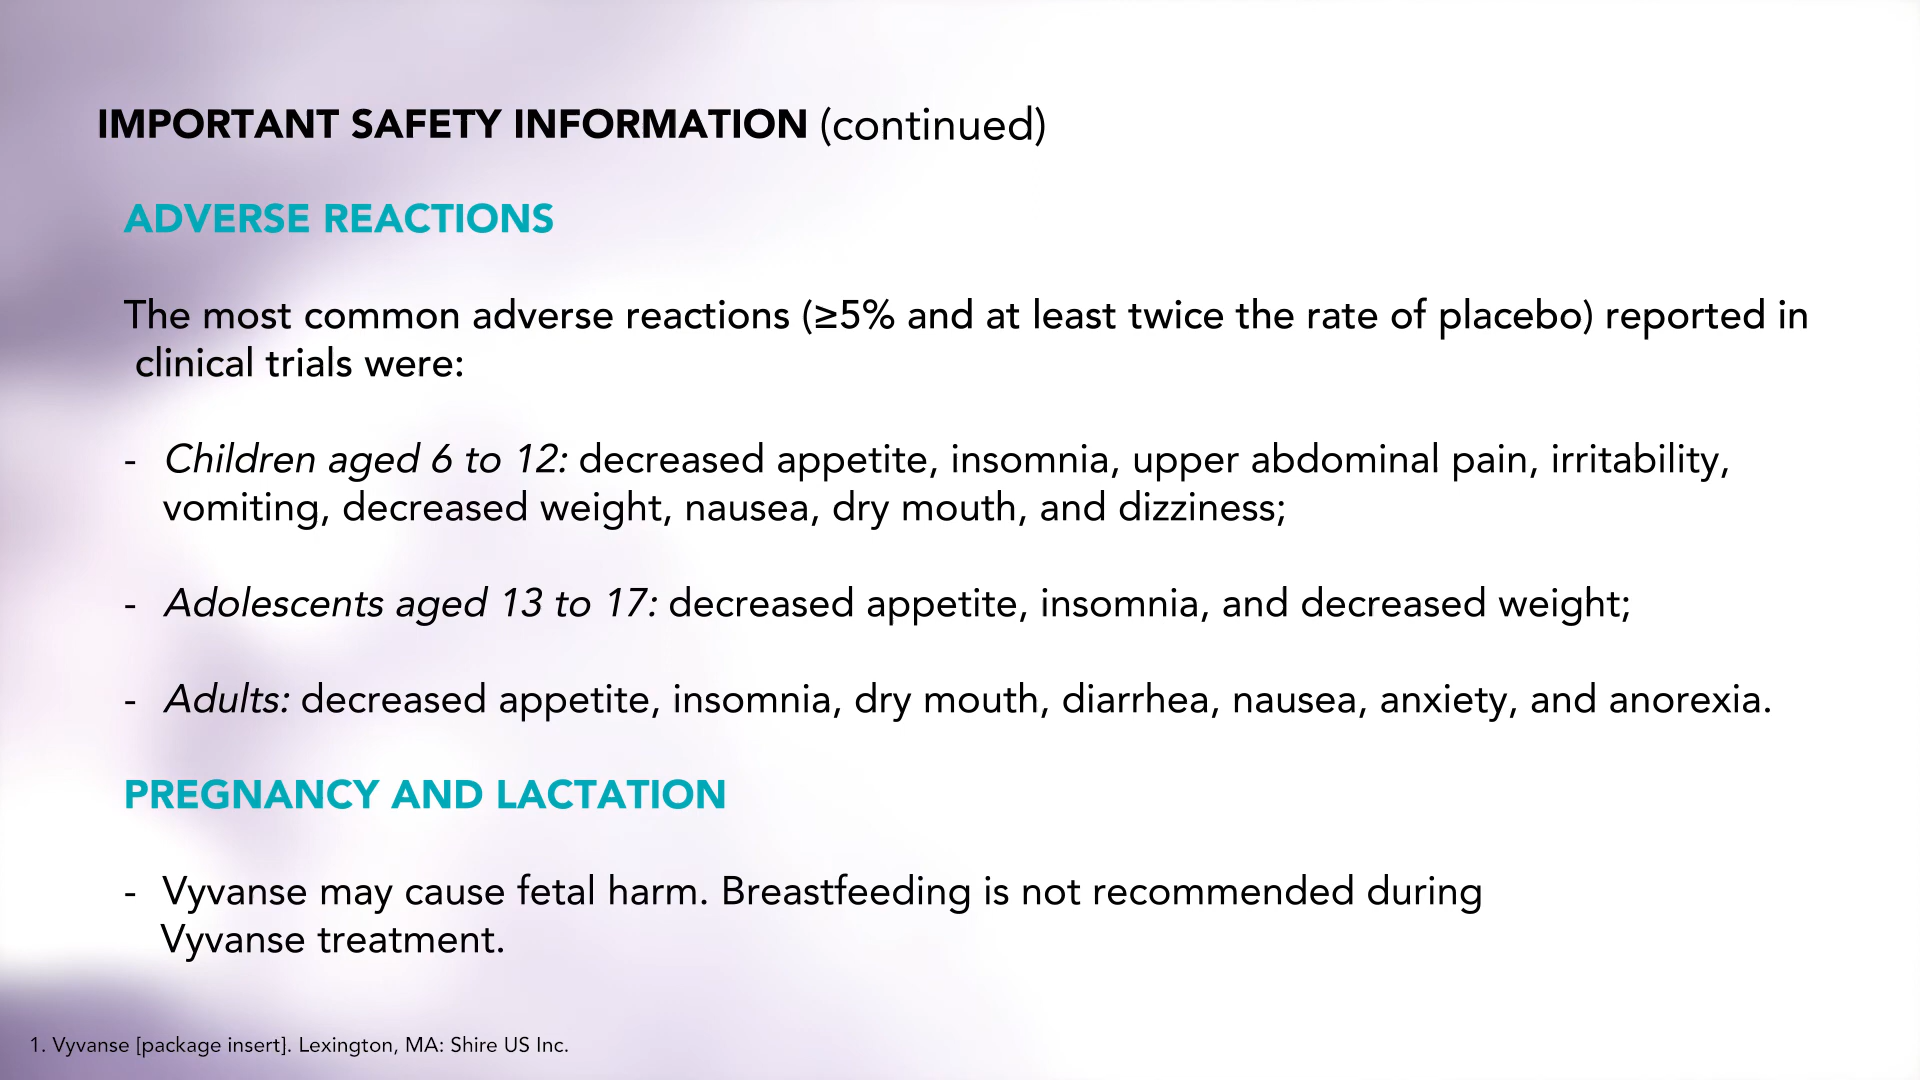 IMPORTANT SAFETY INFORMATION (continued)
ADVERSE REACTIONS
The most common adverse reactions (≥5% and at least twice the rate of placebo) reported in
clinical trials were:
- Children aged 6 to 12: decreased appetite, insomnia, upper abdominal pain, irritability,
vomiting, decreased weight, nausea, dry mouth, and dizziness;
- Adolescents aged 13 to 17: decreased appetite, insomnia, and decreased weight;
- Adults: decreased appetite, insomnia, dry mouth, diarrhea, nausea, anxiety, and anorexia.
PREGNANCY AND LACTATION
- Vyvanse may cause fetal harm. Breastfeeding is not recommended during
Vyvanse treatment.
1. Vyvanse [package insert]. Lexington, MA: Shire US Inc.